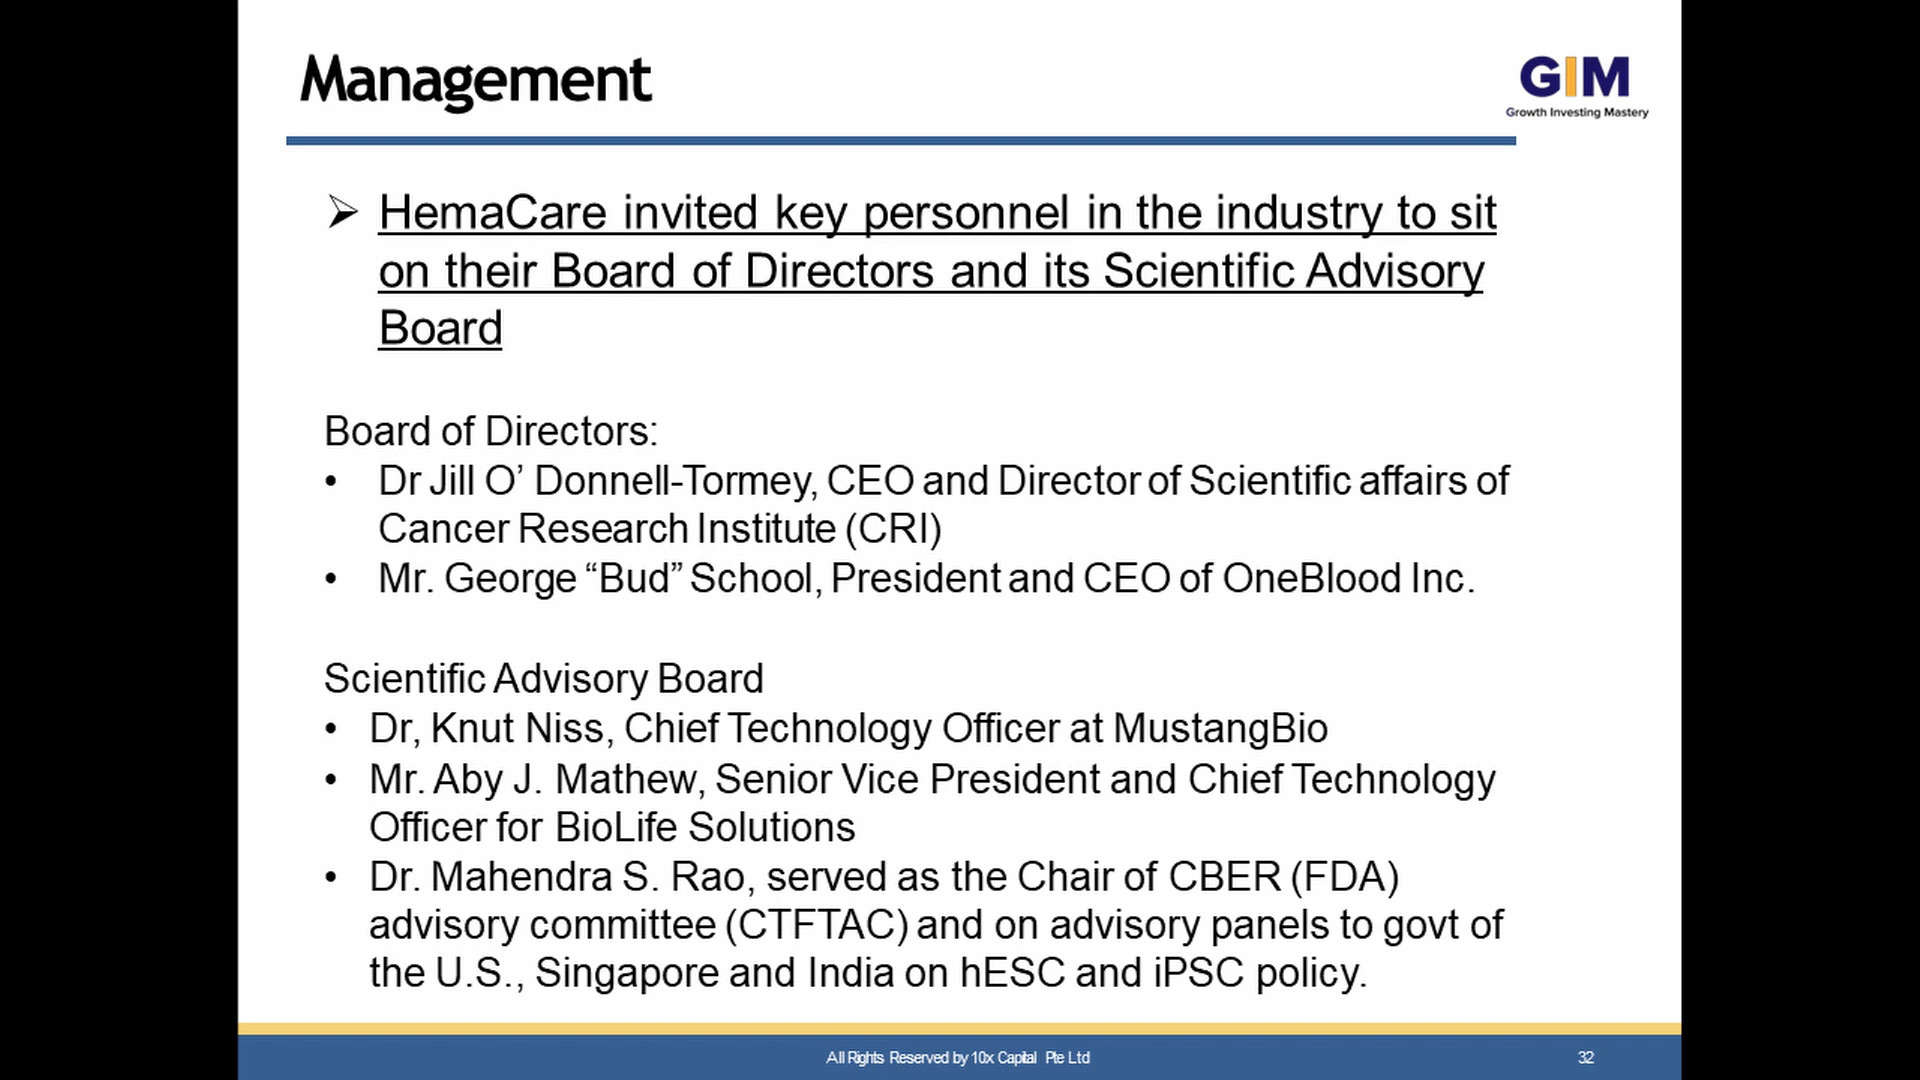 Management
GIM
Growth Investing Mastery
➢ HemaCare invited key personnel in the industry to sit
on their Board of Directors and its Scientific Advisory
Board
Board of Directors:
• Dr Jill O’ Donnell-Tormey, CEO and Director of Scientific affairs of
Cancer Research Institute (CRI)
• Mr. George “Bud” School, President and CEO of OneBlood Inc.
Scientific Advisory Board
• Dr, Knut Niss, Chief Technology Officer at MustangBio
• Mr. Aby J. Mathew, Senior Vice President and Chief Technology
Officer for BioLife Solutions
• Dr. Mahendra S. Rao, served as the Chair of CBER (FDA)
advisory committee (CTFTAC) and on advisory panels to govt of
the U.S., Singapore and India on hESC and iPSC policy.
All Rights Reserved by 10x Capital Pte Ltd
32